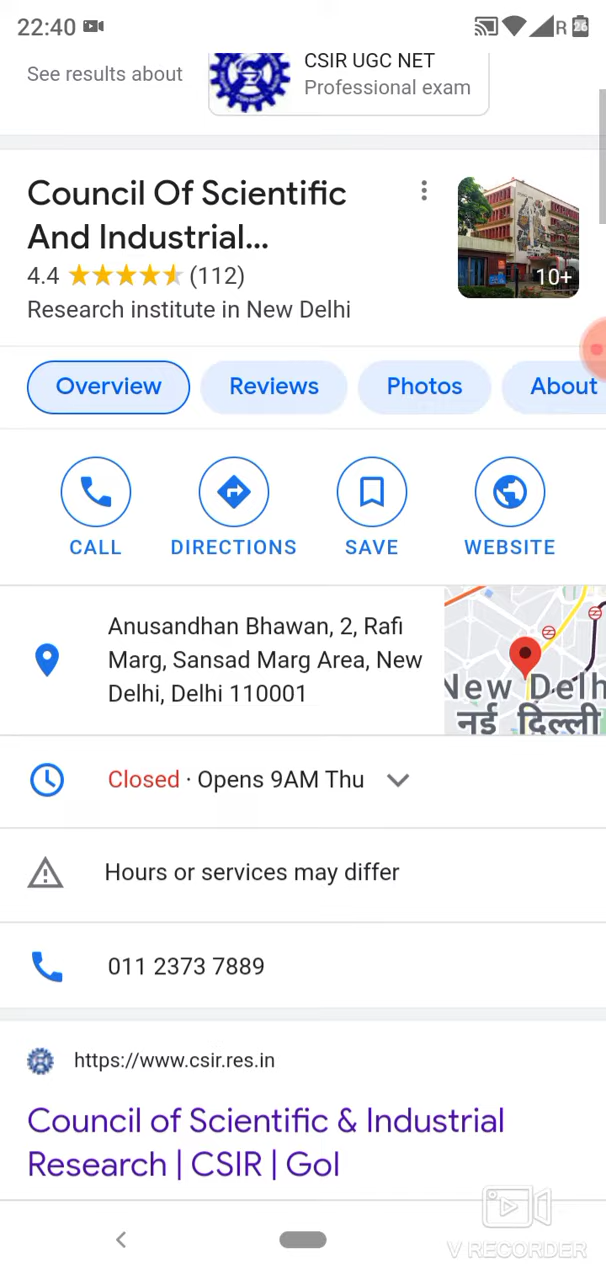 22:40
R
26
See results about
CSIR UGC NET
Professional exam
Council Of Scientific
And Industrial...
4.4 ★★★★★ (112)
Research institute in New Delhi
10+
Overview
Reviews
Photos
About
CALL
DIRECTIONS
SAVE
WEBSITE
Anusandhan Bhawan, 2, Rafi
Marg, Sansad Marg Area, New
Delhi, Delhi 110001
New Delh
नई दिल्ली
Closed · Opens 9AM Thu
Hours or services may differ
011 2373 7889
https://www.csir.res.in
Council of Scientific & Industrial
Research | CSIR | GoI
V RECORDER